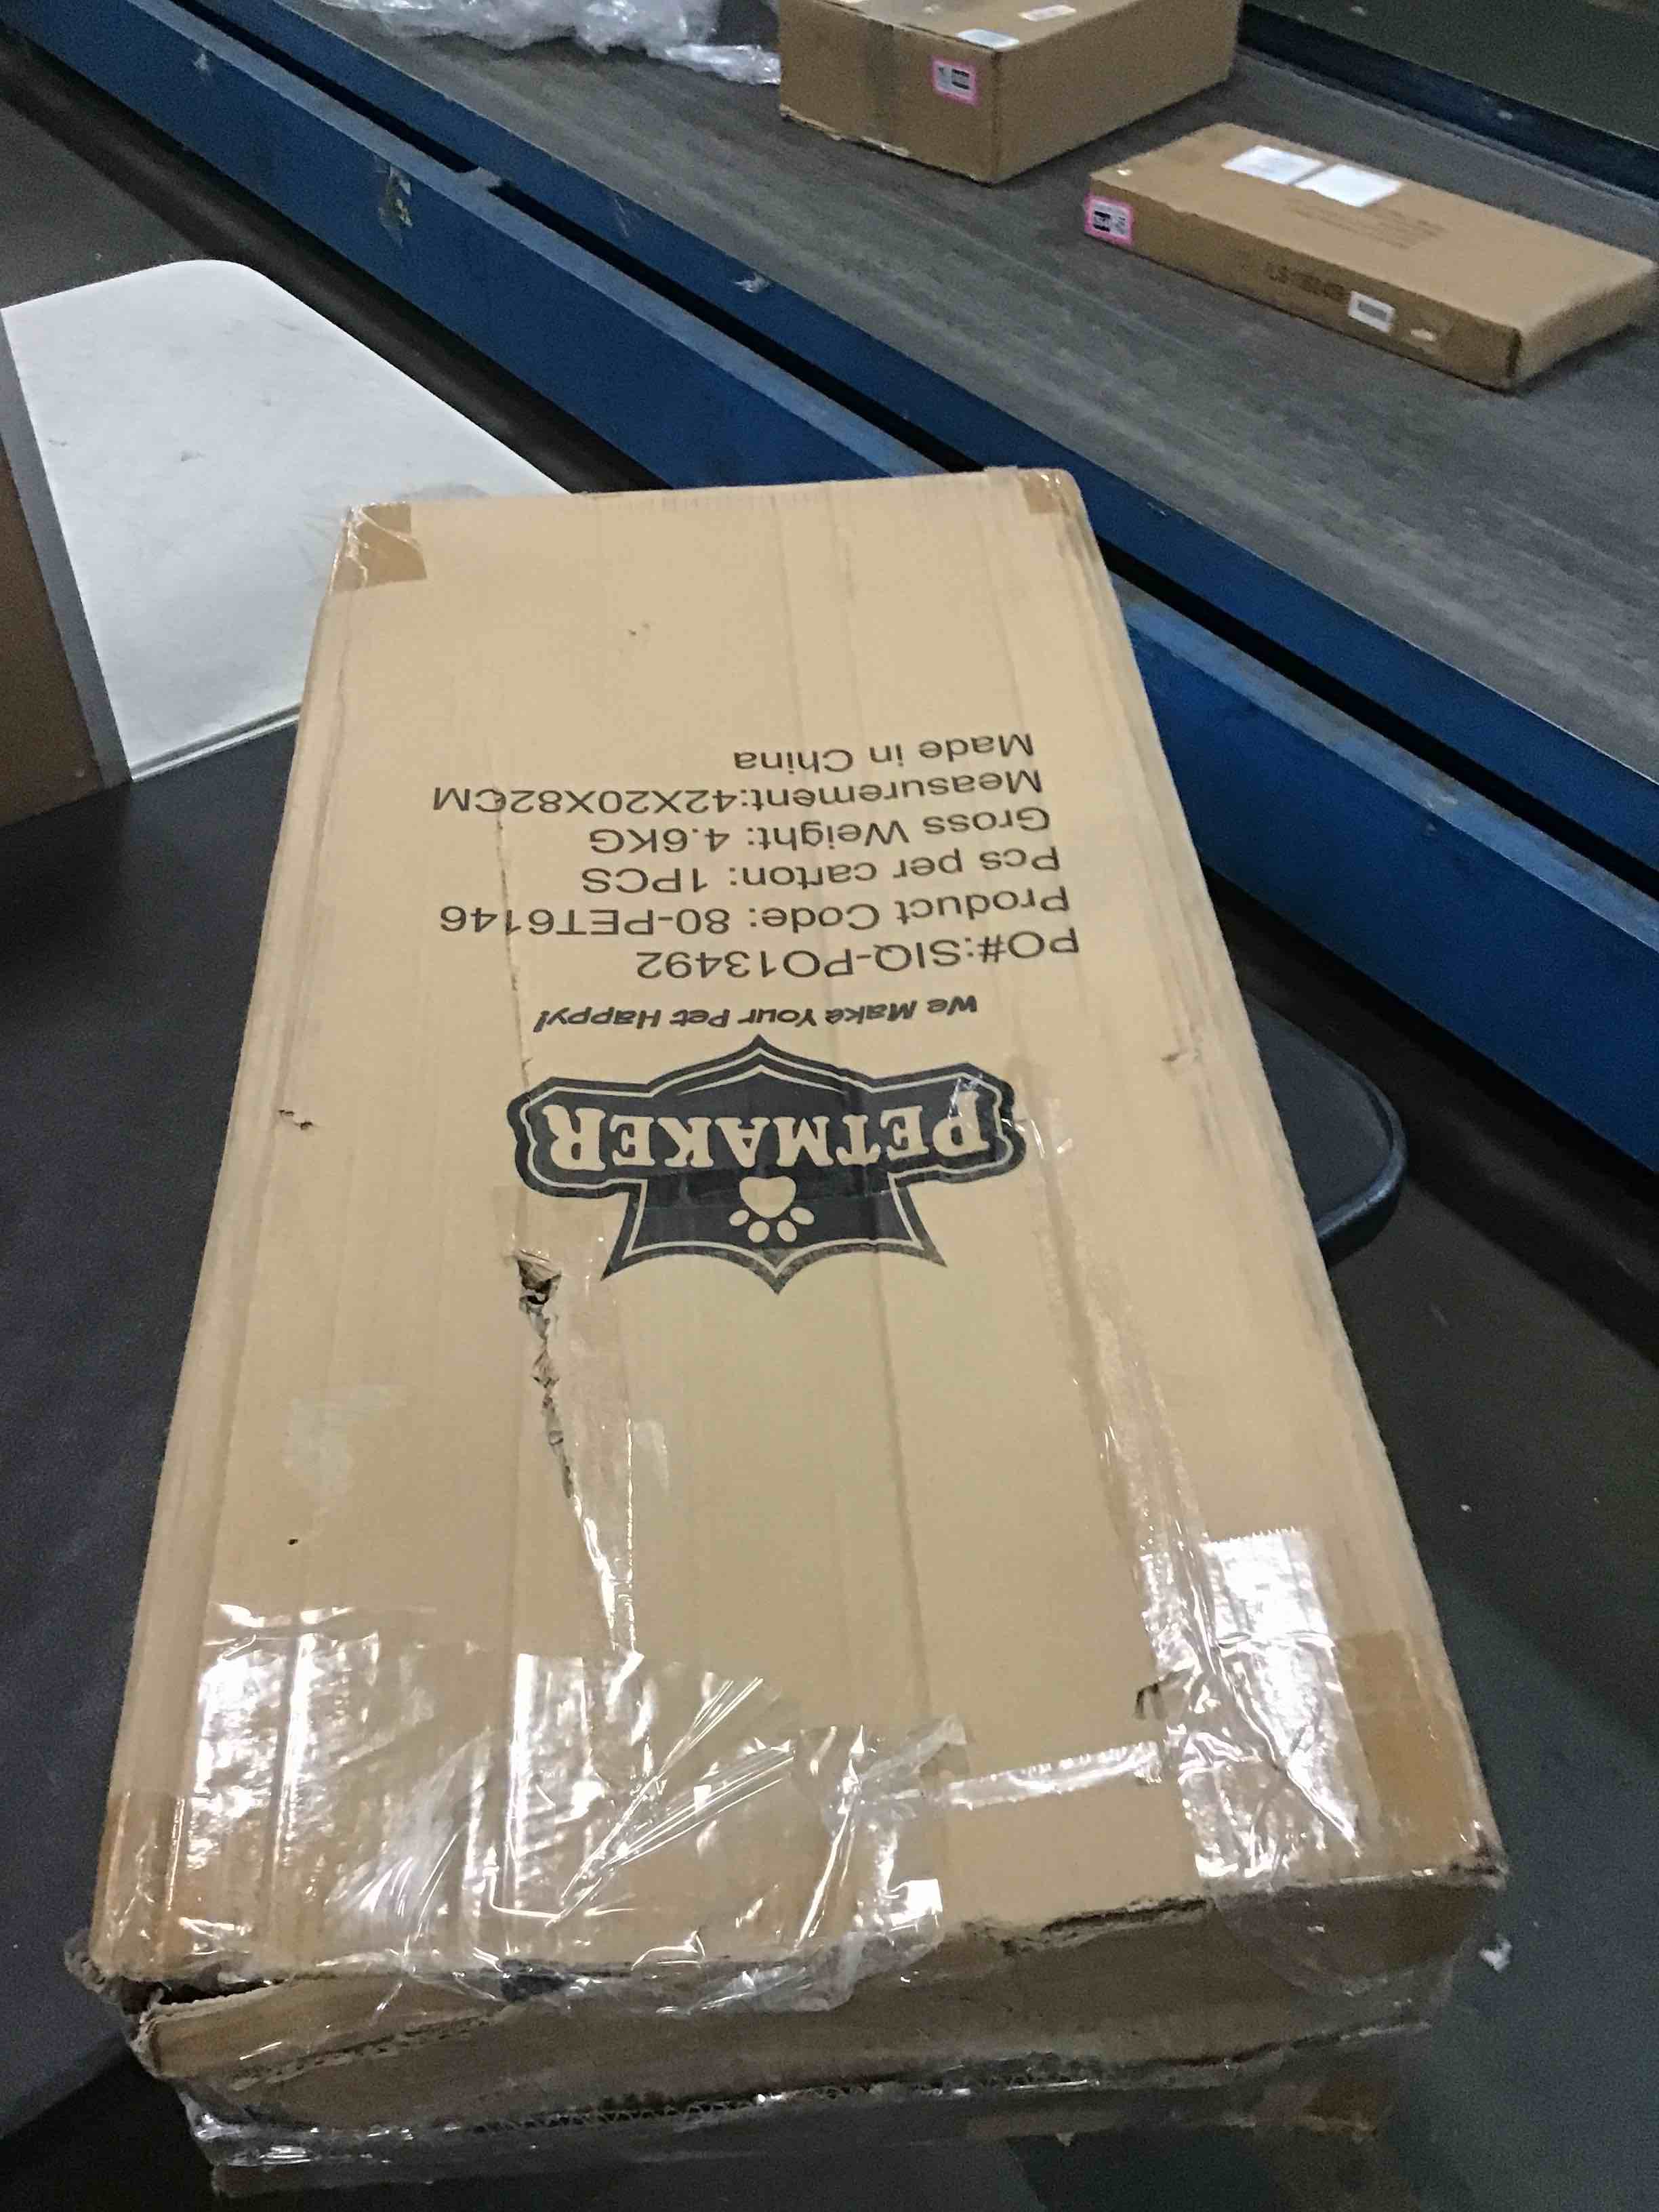 PETMAKER
We Make Your Pet Happy!
PO#:SIQ-PO13492
Product Code: 80-PET6146
Pcs per carton: 1PCS
Gross Weight: 4.6KG
Measurement:42X20X82CM
Made in China